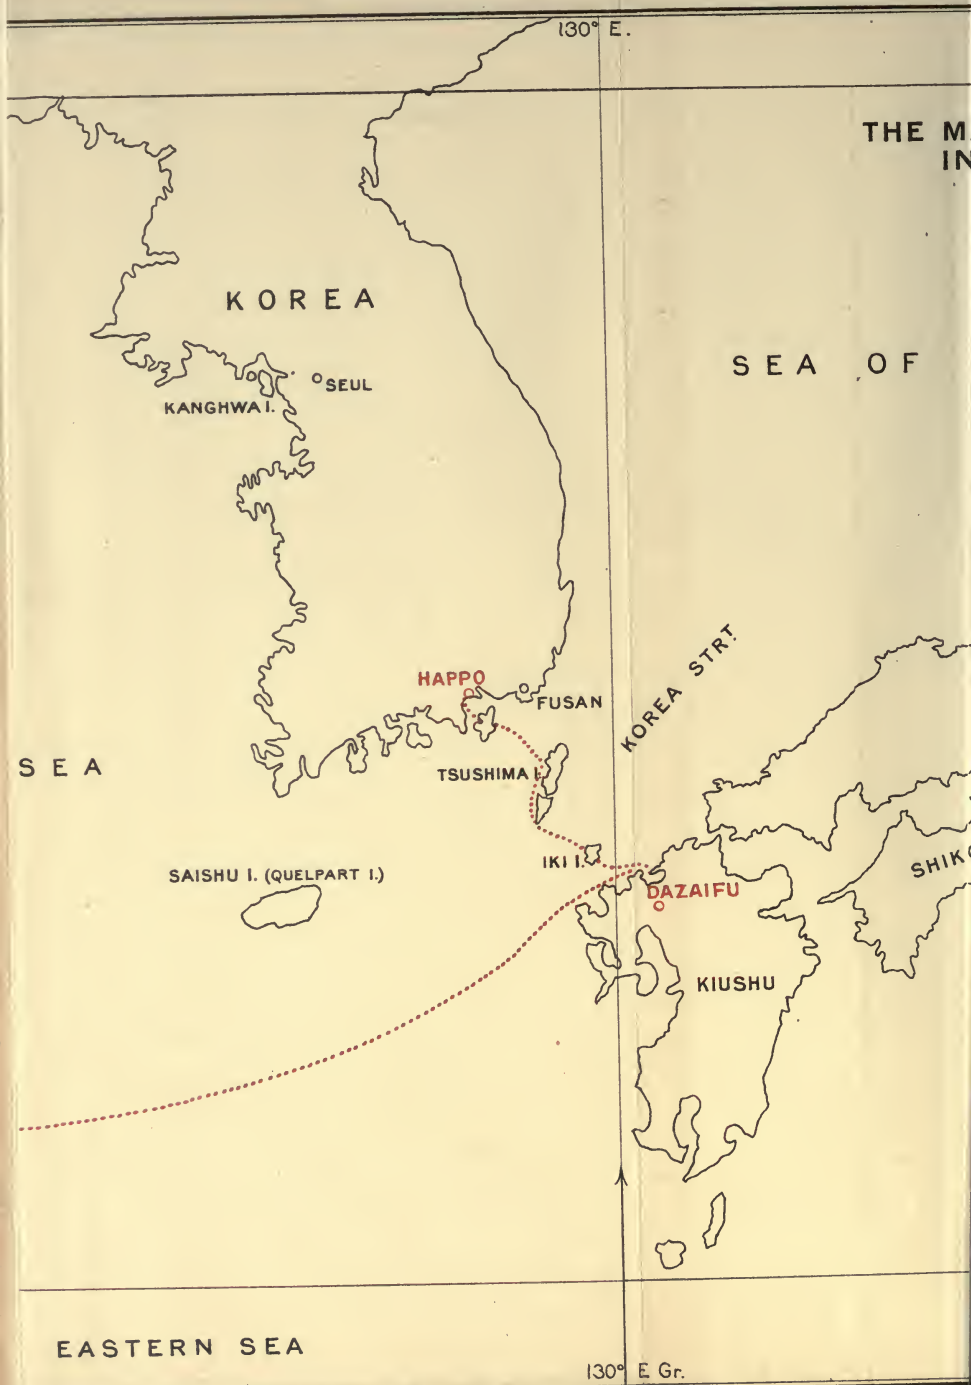 130° E.
THE M
IN
KOREA
SEA OF
SEUL
KANGHWA I.
HAPPO
FUSAN
KOREA STRT.
SEA
TSUSHIMA I.
IKI I.
SHIK
SAISHU I. (QUELPART I.)
DAZAIFU
KIUSHU
EASTERN SEA
130° E Gr.